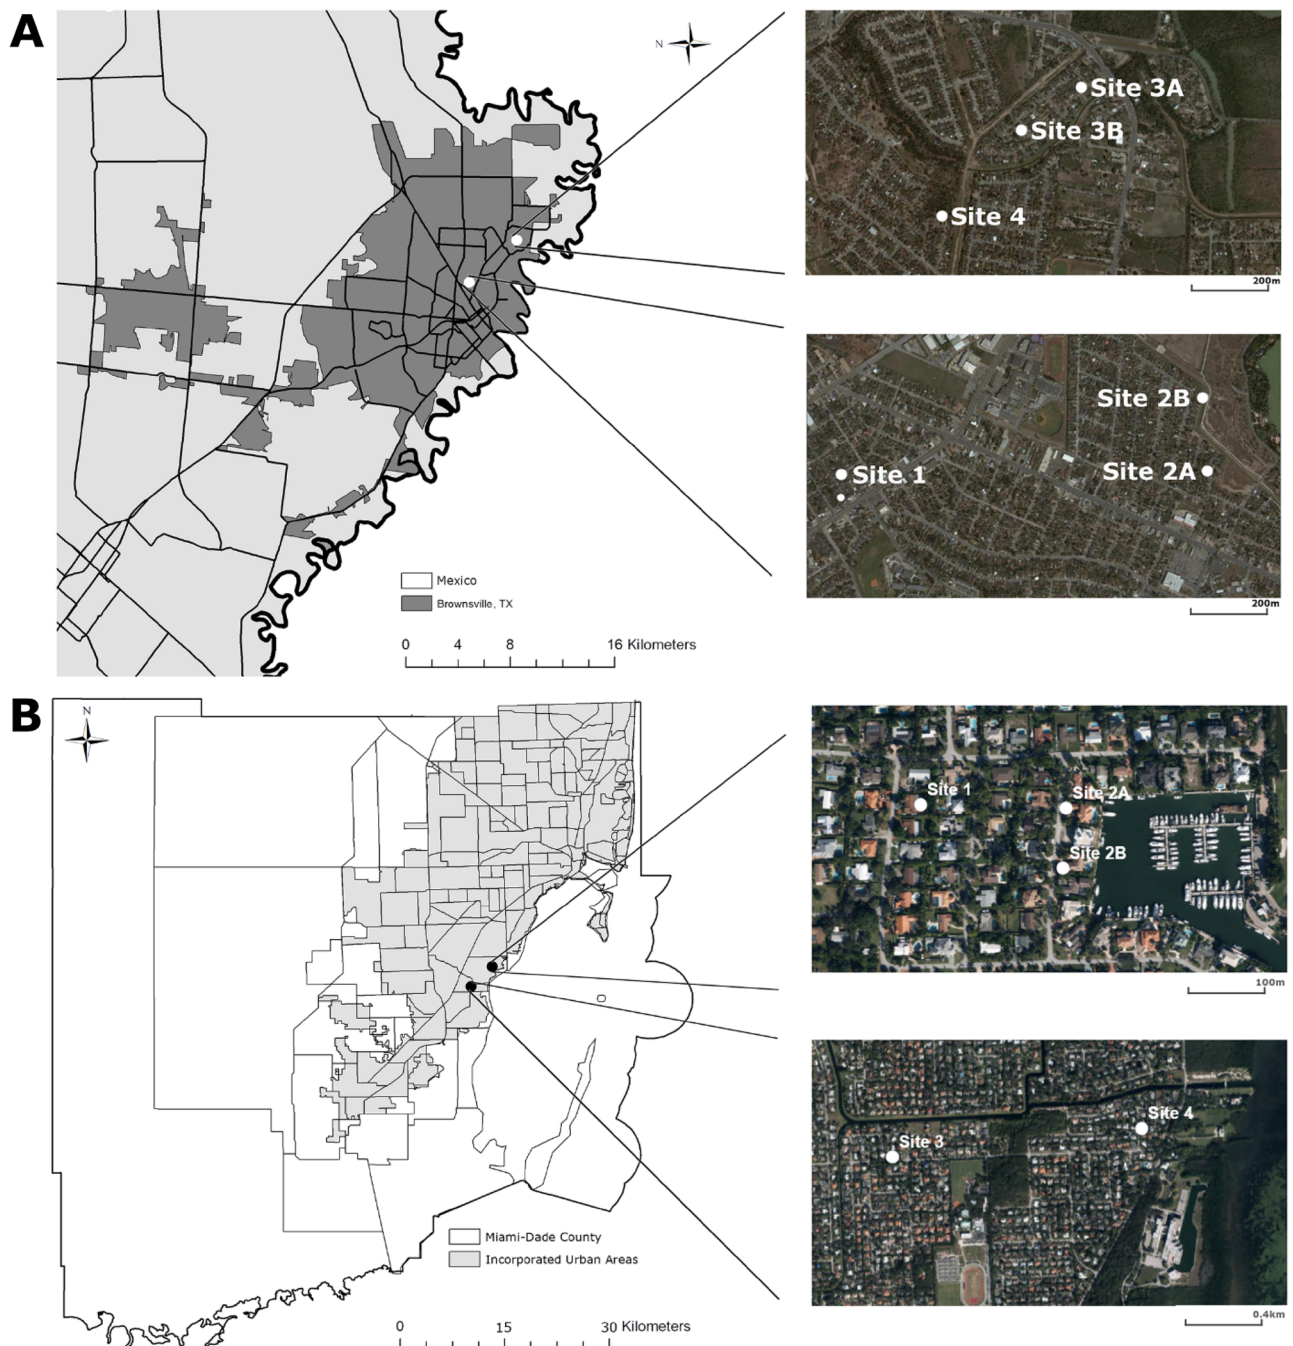 A
N
Mexico
Brownsville, TX
0 4 8 16 Kilometers
Site 3A
Site 3B
Site 4
200m
Site 2B
Site 2A
Site 1
200m
B
N
Miami-Dade County
Incorporated Urban Areas
0 15 30 Kilometers
Site 1
Site 2A
Site 2B
100m
Site 3
Site 4
0.4km